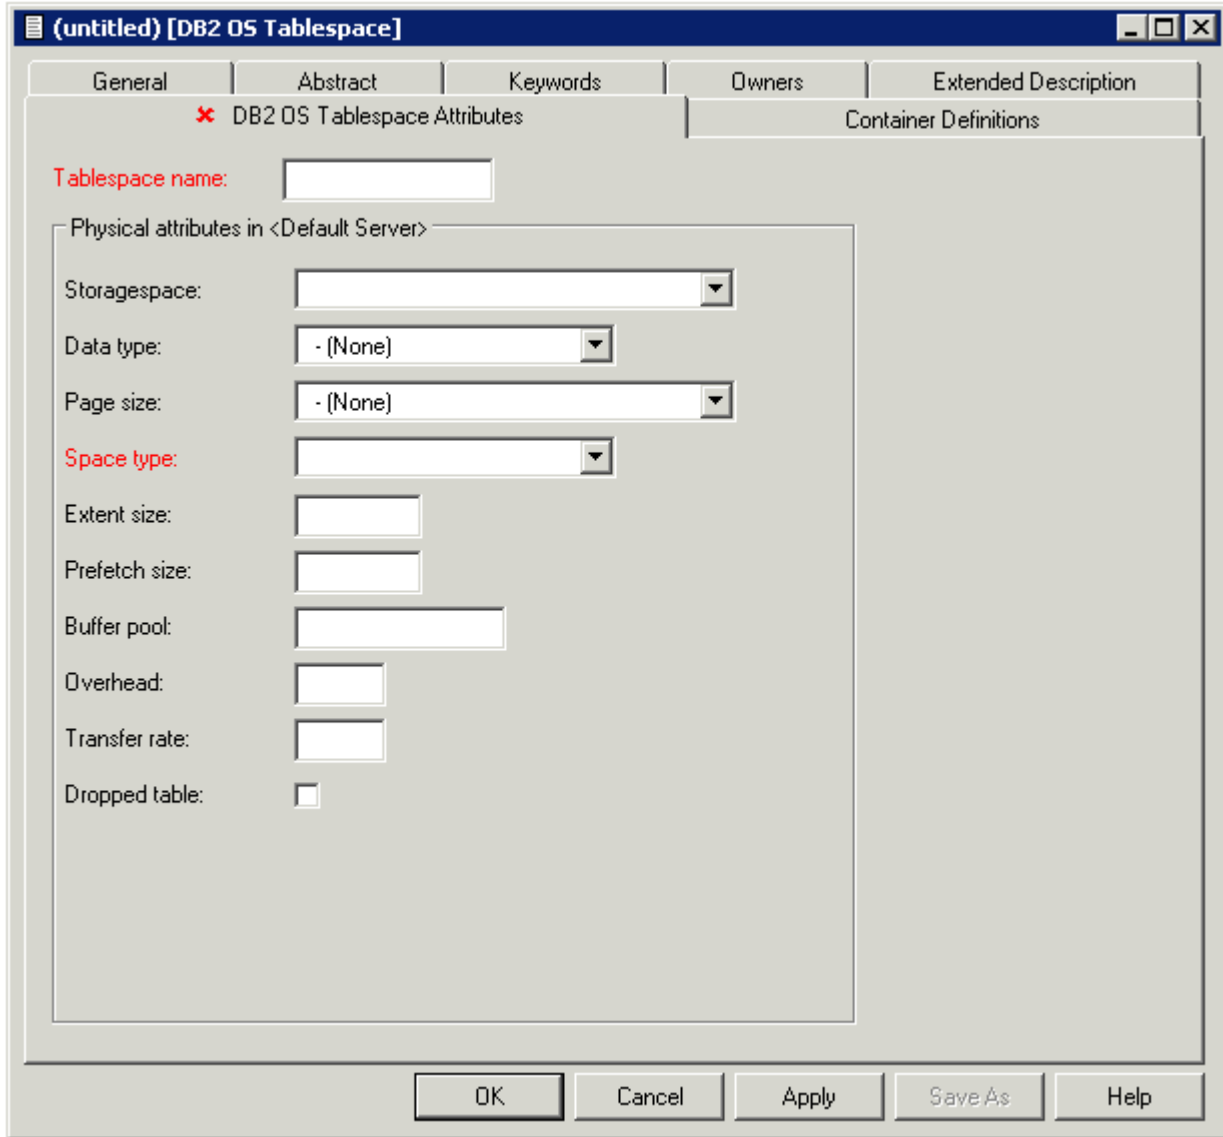 (untitled) [DB2 OS Tablespace]
General Abstract Keywords Owners Extended Description
DB2 OS Tablespace Attributes Container Definitions
Tablespace name:
Physical attributes in <Default Server>
Storagespace:
Data type: - (None)
Page size: - (None)
Space type:
Extent size:
Prefetch size:
Buffer pool:
Overhead:
Transfer rate:
Dropped table:
OK Cancel Apply Save As Help